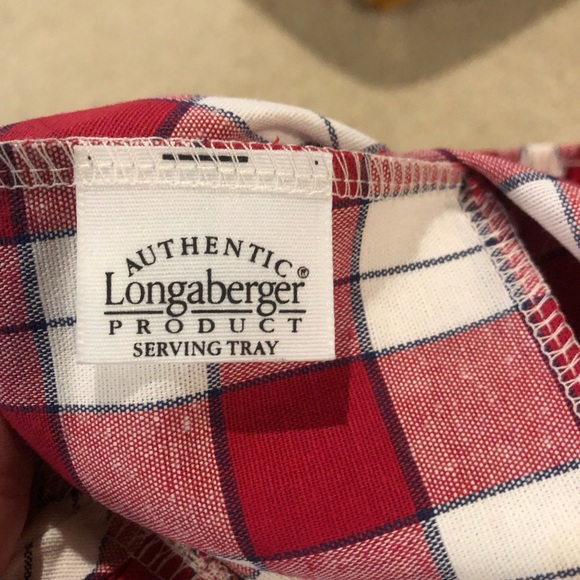 AUTHENTIC
Longaberger®
PRODUCT
SERVING TRAY